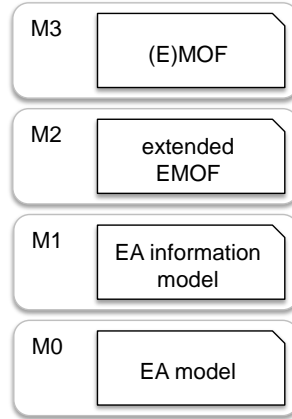 M3
(E)MOF
M2
extended
EMOF
M1
EA information
model
M0
EA model